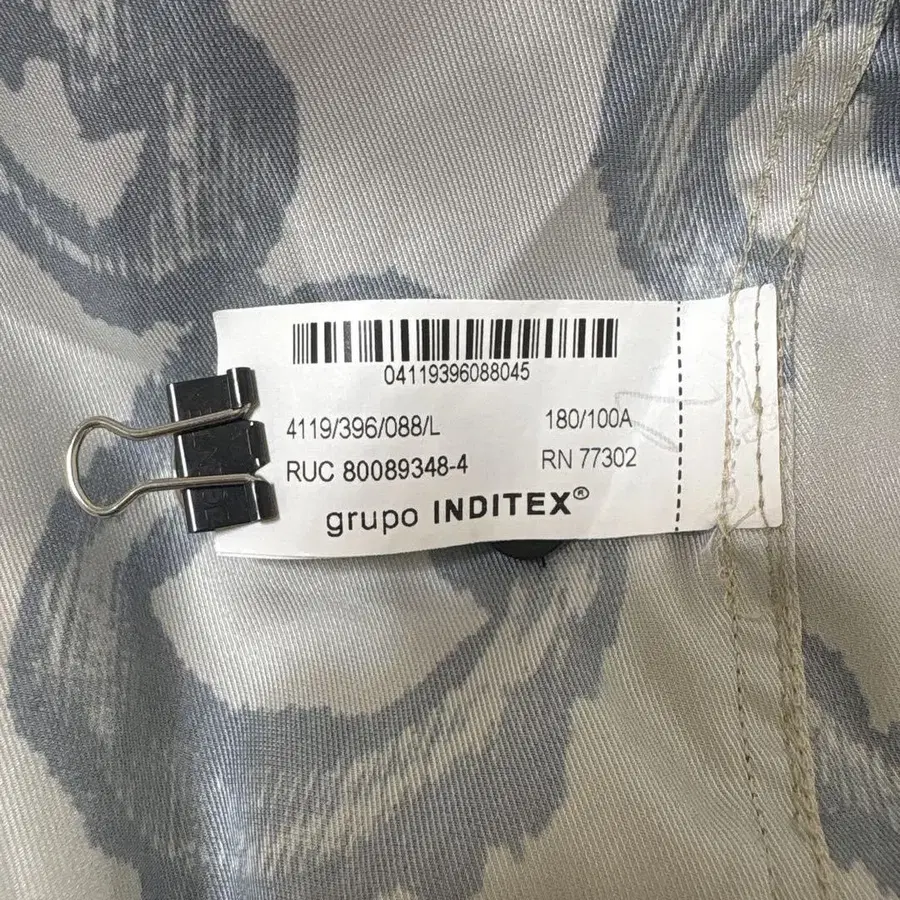 04119396088045
4119/396/088/L 180/100A
RUC 80089348-4 RN 77302
grupo INDITEX®